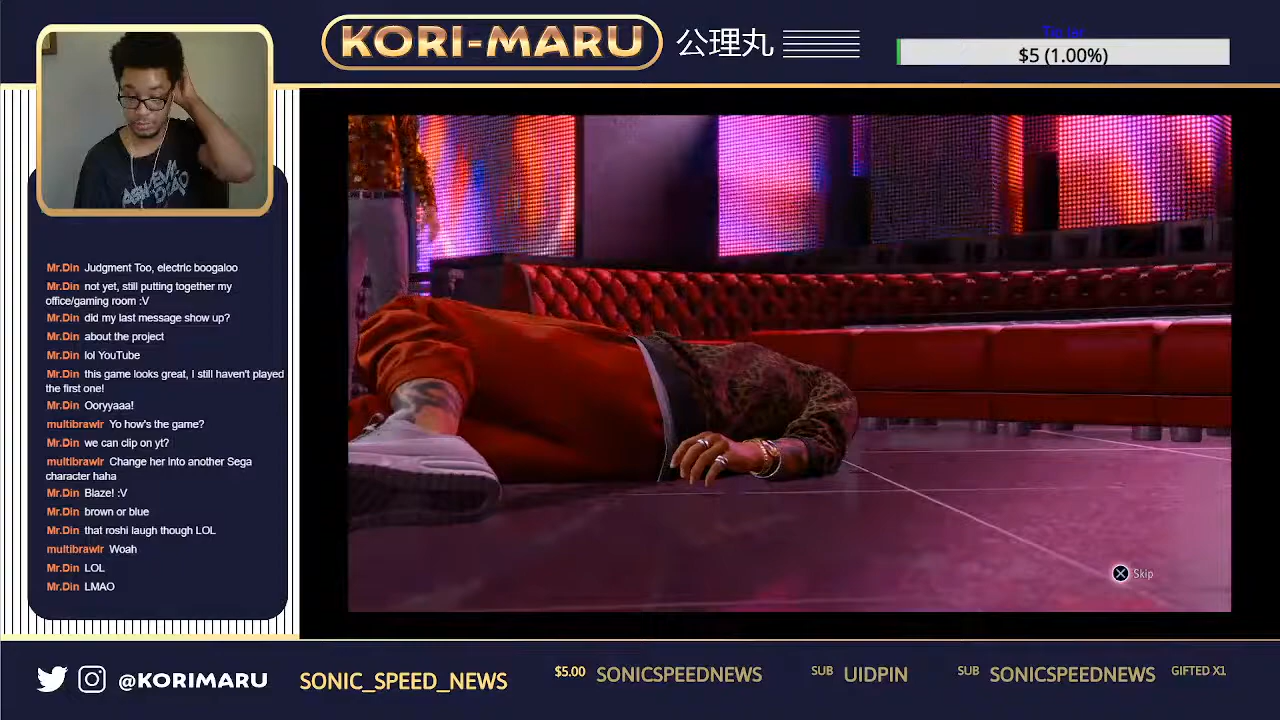 KORI-MARU
公理丸
Tip Jar
$5 (1.00%)
Mr.Din Judgment Too, electric boogaloo
Mr.Din not yet, still putting together my
office/gaming room :V
Mr.Din did my last message show up?
Mr.Din about the project
Mr.Din lol YouTube
Mr.Din this game looks great, I still haven't played
the first one!
Mr.Din Ooryyaaa!
multibrawlr Yo how's the game?
Mr.Din we can clip on yt?
multibrawlr Change her into another Sega
character haha
Mr.Din Blaze! :V
Mr.Din brown or blue
Mr.Din that roshi laugh though LOL
multibrawlr Woah
Mr.Din LOL
Mr.Din LMAO
Skip
@KORIMARU
SONIC_SPEED_NEWS
$5.00 SONICSPEEDNEWS
SUB UIDPIN
SUB SONICSPEEDNEWS GIFTED X1